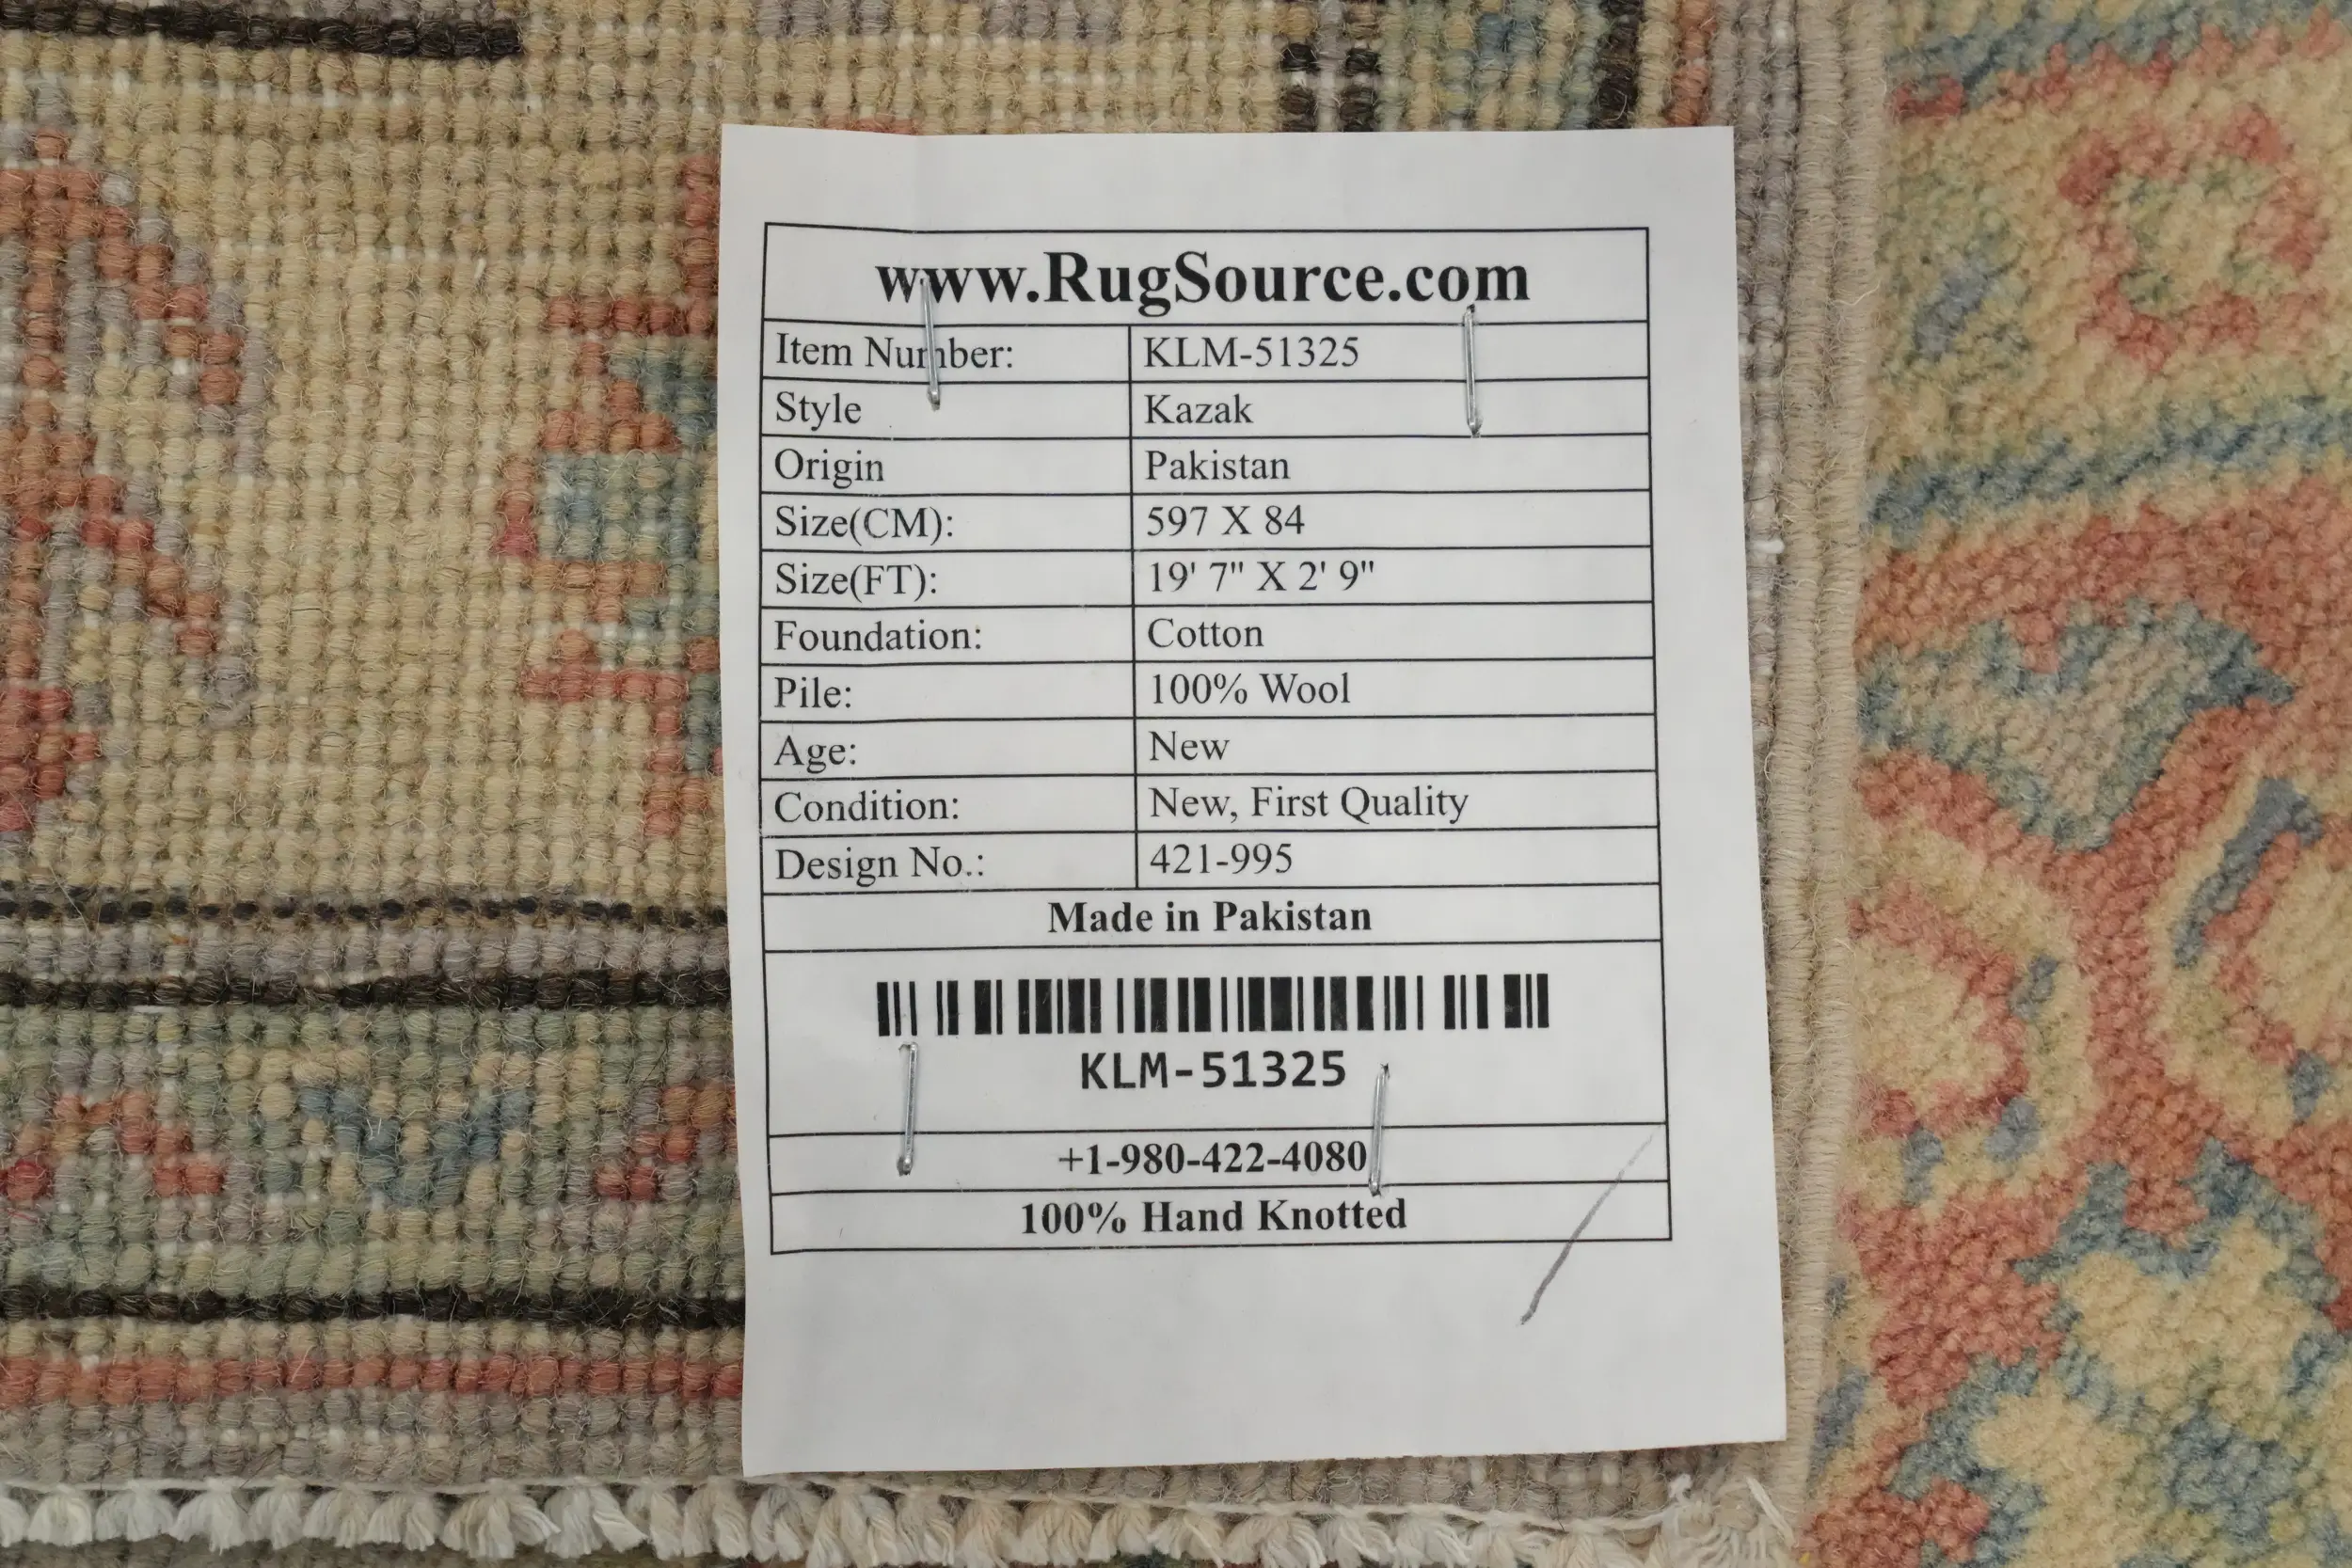 www.RugSource.com
Item Number: KLM-51325
Style Kazak
Origin Pakistan
Size(CM): 597 X 84
Size(FT): 19' 7" X 2' 9"
Foundation: Cotton
Pile: 100% Wool
Age: New
Condition: New, First Quality
Design No.: 421-995
Made in Pakistan
KLM-51325
+1-980-422-4080
100% Hand Knotted